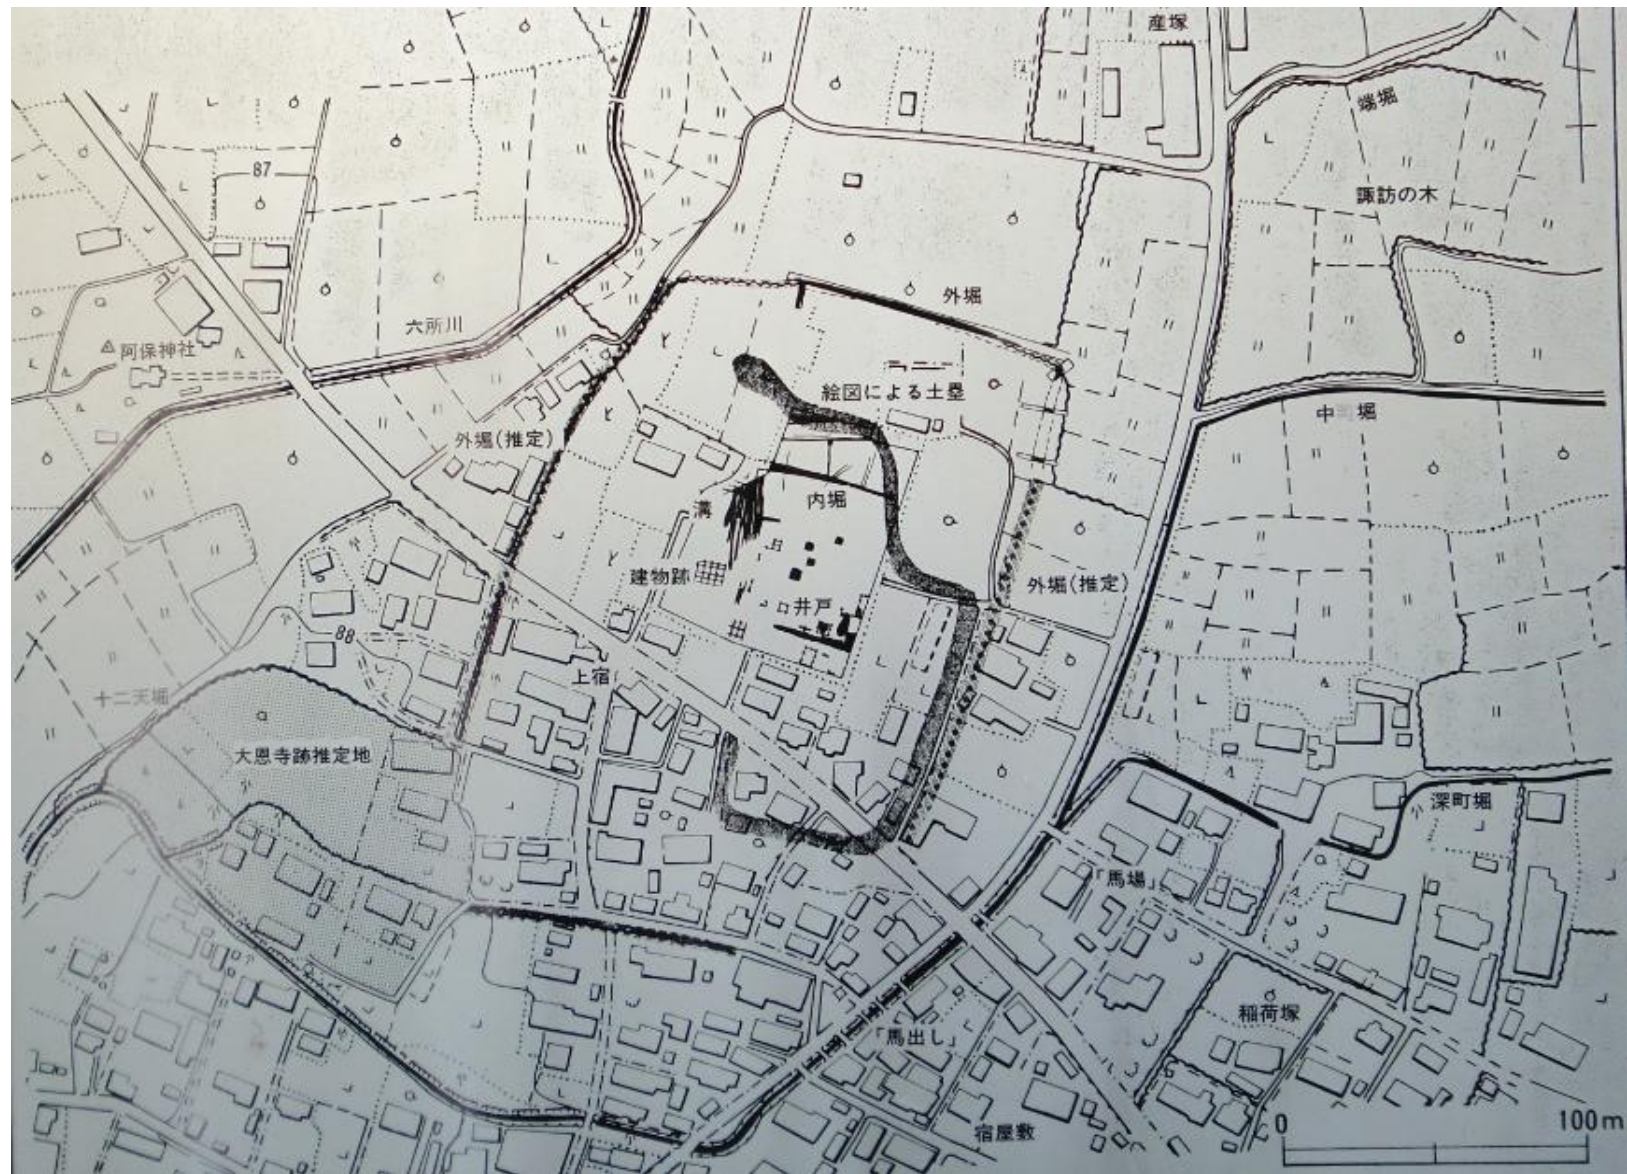 産塚
端堀
87
諏訪の木
外堀
六所川
阿保神社
絵図による土塁
中堀
外堀(推定)
内堀
溝
建物跡
外堀(推定)
井戸
88
上宿
十二天堀
大恩寺跡推定地
深町堀
「馬場」
稲荷塚
「馬出し」
宿屋敷
0 100m